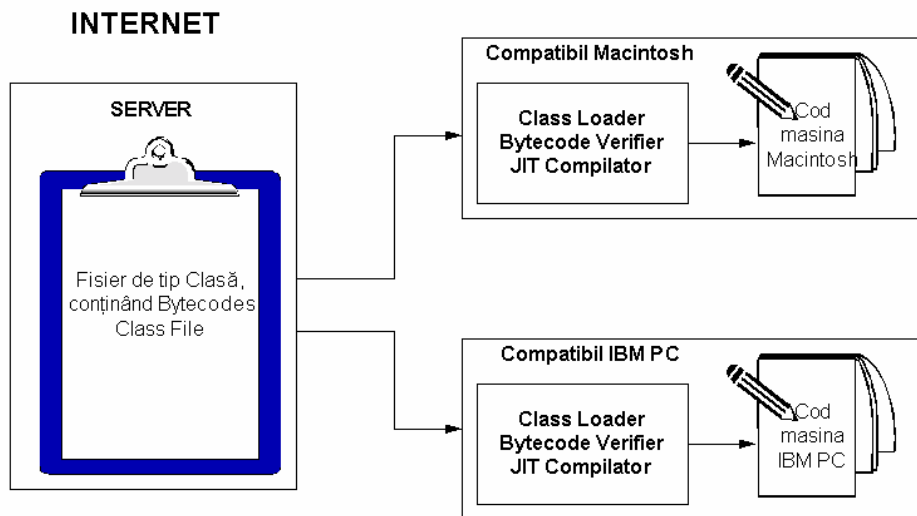 INTERNET
SERVER
Fisier de tip Clasă,
conținând Bytecodes
Class File
Compatibil Macintosh
Class Loader
Bytecode Verifier
JIT Compilator
Cod
masina
Macintosh
Compatibil IBM PC
Class Loader
Bytecode Verifier
JIT Compilator
Cod
masina
IBM PC